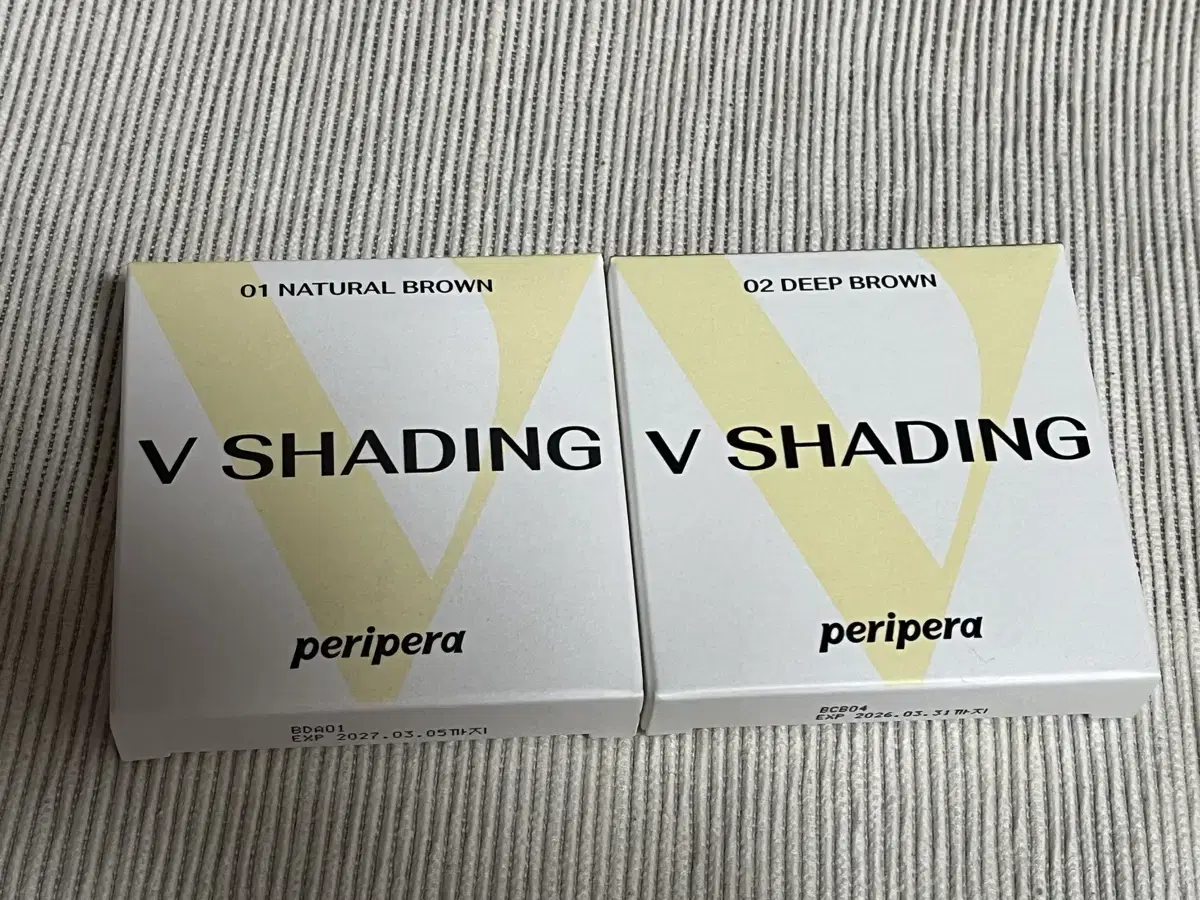 01 NATURAL BROWN
V SHADING
peripera
BDA01
EXP 2027.03.05까지
02 DEEP BROWN
V SHADING
peripera
BCB04
EXP 2026.03.31까지